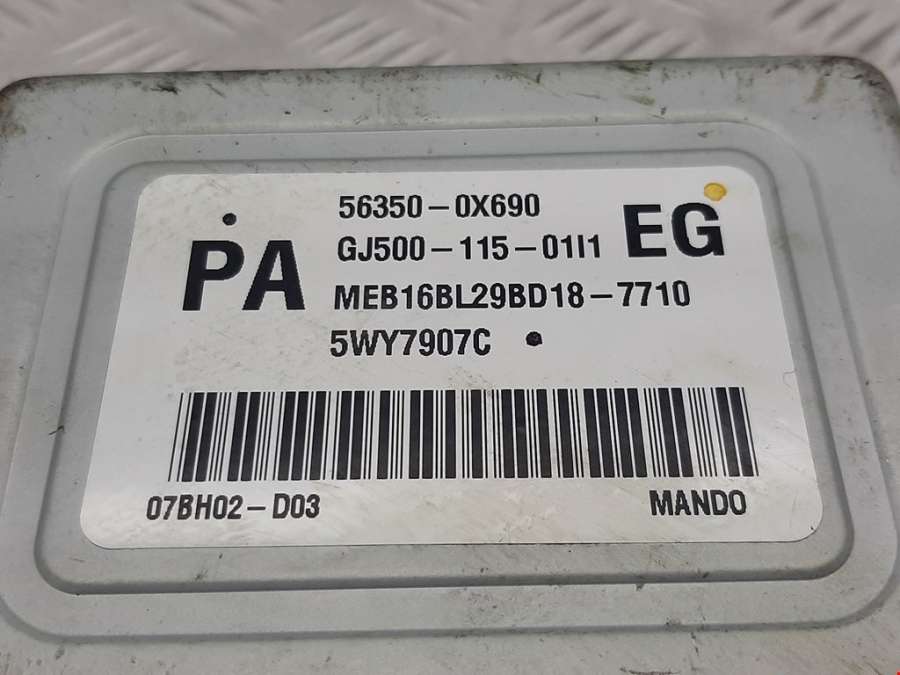 56350-0X690
PA
EG
GJ500-115-01I1
MEB16BL29BD18-7710
5WY7907C
07BH02-D03
MANDO